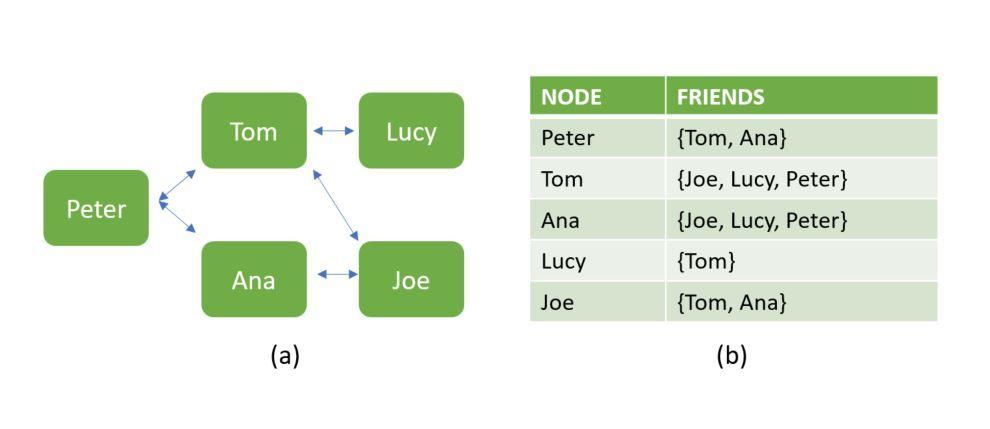 Tom
Lucy
Peter
Ana
Joe
(a)
NODE FRIENDS
Peter {Tom, Ana}
Tom {Joe, Lucy, Peter}
Ana {Joe, Lucy, Peter}
Lucy {Tom}
Joe {Tom, Ana}
(b)